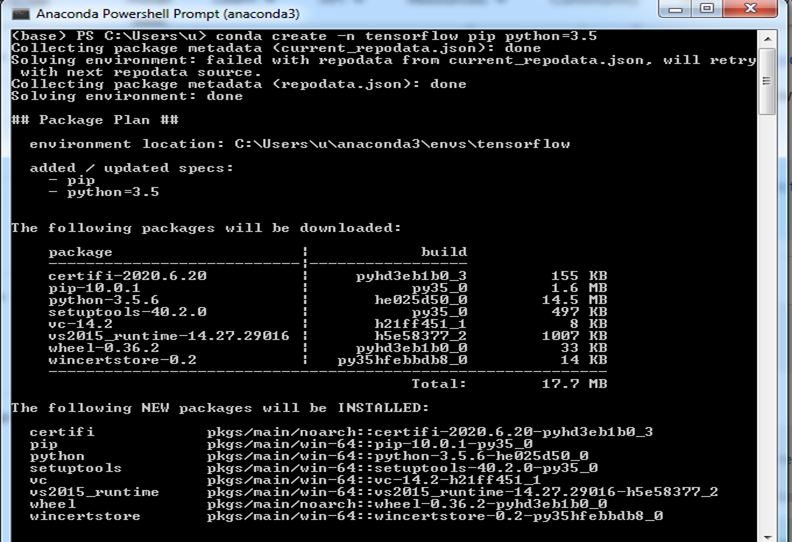 Anaconda Powershell Prompt (anaconda3)
(base) PS C:\Users\u> conda create -n tensorflow pip python=3.5
Collecting package metadata (current_repodata.json): done
Solving environment: failed with repodata from current_repodata.json, will retry
 with next repodata source.
Collecting package metadata (repodata.json): done
Solving environment: done
## Package Plan ##
environment location: C:\Users\u\anaconda3\envs\tensorflow
added / updated specs:
- pip
- python=3.5
The following packages will be downloaded:
package | build
---------------------------|-----------------
certifi-2020.6.20 | pyhd3eb1b0_3 155 KB
pip-10.0.1 | py35_0 1.6 MB
python-3.5.6 | he025d50_0 14.5 MB
setuptools-40.2.0 | py35_0 497 KB
vc-14.2 | h21ff451_1 8 KB
vs2015_runtime-14.27.29016 | h5e58377_2 1007 KB
wheel-0.36.2 | pyhd3eb1b0_0 33 KB
wincertstore-0.2 | py35hfebbdb8_0 14 KB
------------------------------------------------------------
Total: 17.7 MB
The following NEW packages will be INSTALLED:
certifi pkgs/main/noarch::certifi-2020.6.20-pyhd3eb1b0_3
pip pkgs/main/win-64::pip-10.0.1-py35_0
python pkgs/main/win-64::python-3.5.6-he025d50_0
setuptools pkgs/main/win-64::setuptools-40.2.0-py35_0
vc pkgs/main/win-64::vc-14.2-h21ff451_1
vs2015_runtime pkgs/main/win-64::vs2015_runtime-14.27.29016-h5e58377_2
wheel pkgs/main/noarch::wheel-0.36.2-pyhd3eb1b0_0
wincertstore pkgs/main/win-64::wincertstore-0.2-py35hfebbdb8_0